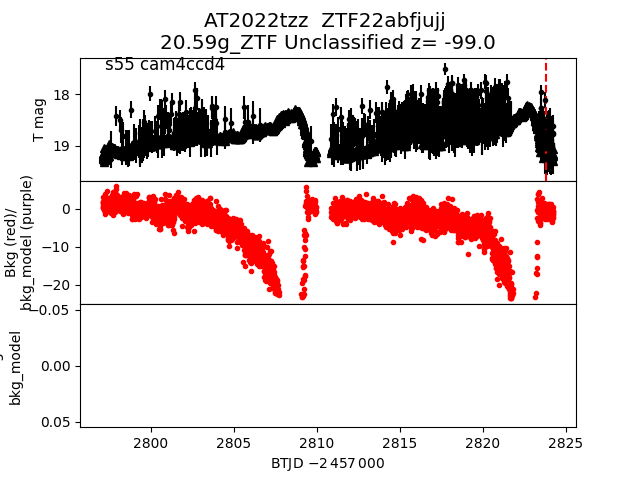 AT2022tzz  ZTF22abfjujj
20.59g_ZTF Unclassified z= -99.0
s55 cam4ccd4
T mag
18
19
Bkg (red)/
bkg_model (purple)
0
−10
−20
bkg_model
−0.05
0.00
0.05
2800
2805
2810
2815
2820
2825
BTJD −2 457 000